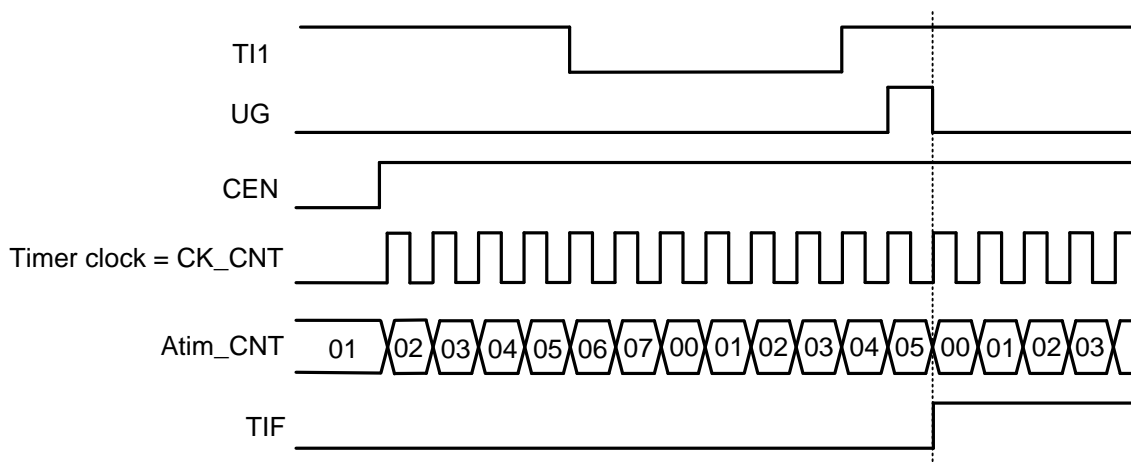 TI1
UG
CEN
Timer clock = CK_CNT
Atim_CNT 01 02 03 04 05 06 07 00 01 02 03 04 05 00 01 02 03
TIF